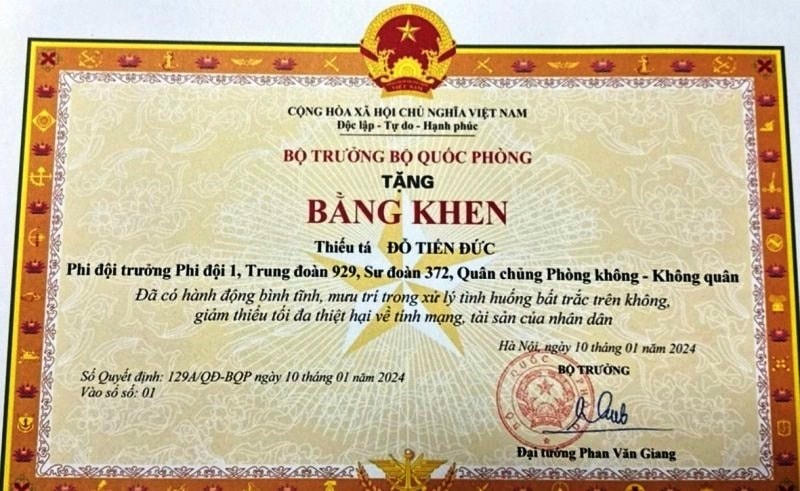 VIỆT NAM
CỘNG HÒA XÃ HỘI CHỦ NGHĨA VIỆT NAM
Độc lập - Tự do - Hạnh phúc
BỘ TRƯỞNG BỘ QUỐC PHÒNG
TẶNG
BẰNG KHEN
Thiếu tá ĐỖ TIẾN ĐỨC
Phi đội trưởng Phi đội 1, Trung đoàn 929, Sư đoàn 372, Quân chủng Phòng không - Không quân
Đã có hành động bình tĩnh, mưu trí trong xử lý tình huống bất trắc trên không,
giảm thiểu tối đa thiệt hại về tính mạng, tài sản của nhân dân
Hà Nội, ngày 10 tháng 01 năm 2024
Số Quyết định: 129A/QĐ-BQP ngày 10 tháng 01 năm 2024
BỘ TRƯỞNG
Vào sổ số: 01
Đại tướng Phan Văn Giang